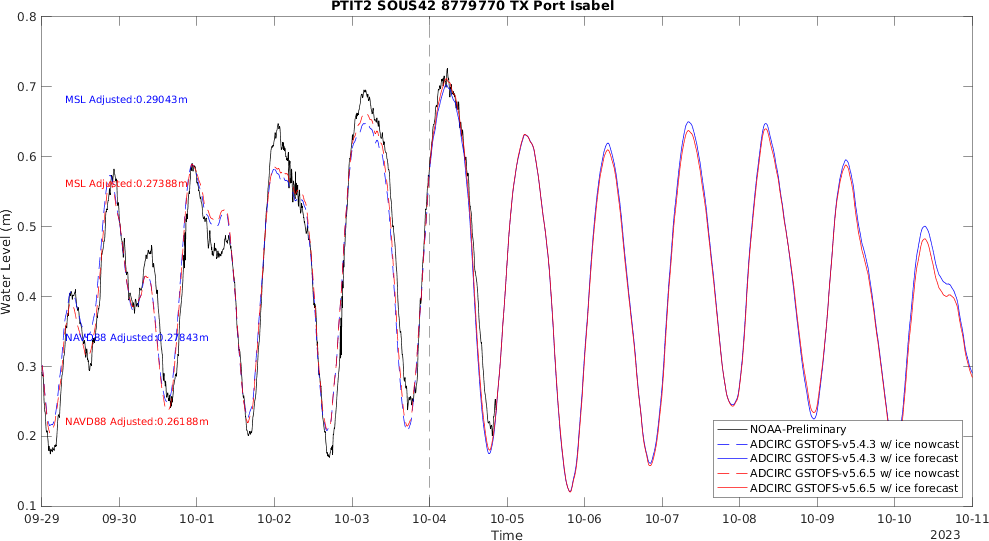 PTIT2 SOUS42 8779770 TX Port Isabel
0.8
0.7
0.6
0.5
0.4
0.3
0.2
0.1
Water Level (m)
MSL Adjusted:0.29043m
MSL Adjusted:0.27388m
NAVD88 Adjusted:0.27843m
NAVD88 Adjusted:0.26188m
NOAA-Preliminary
ADCIRC GSTOFS-v5.4.3 w/ ice nowcast
ADCIRC GSTOFS-v5.4.3 w/ ice forecast
ADCIRC GSTOFS-v5.6.5 w/ ice nowcast
ADCIRC GSTOFS-v5.6.5 w/ ice forecast
09-29 09-30 10-01 10-02 10-03 10-04 10-05 10-06 10-07 10-08 10-09 10-10 10-11
Time
2023